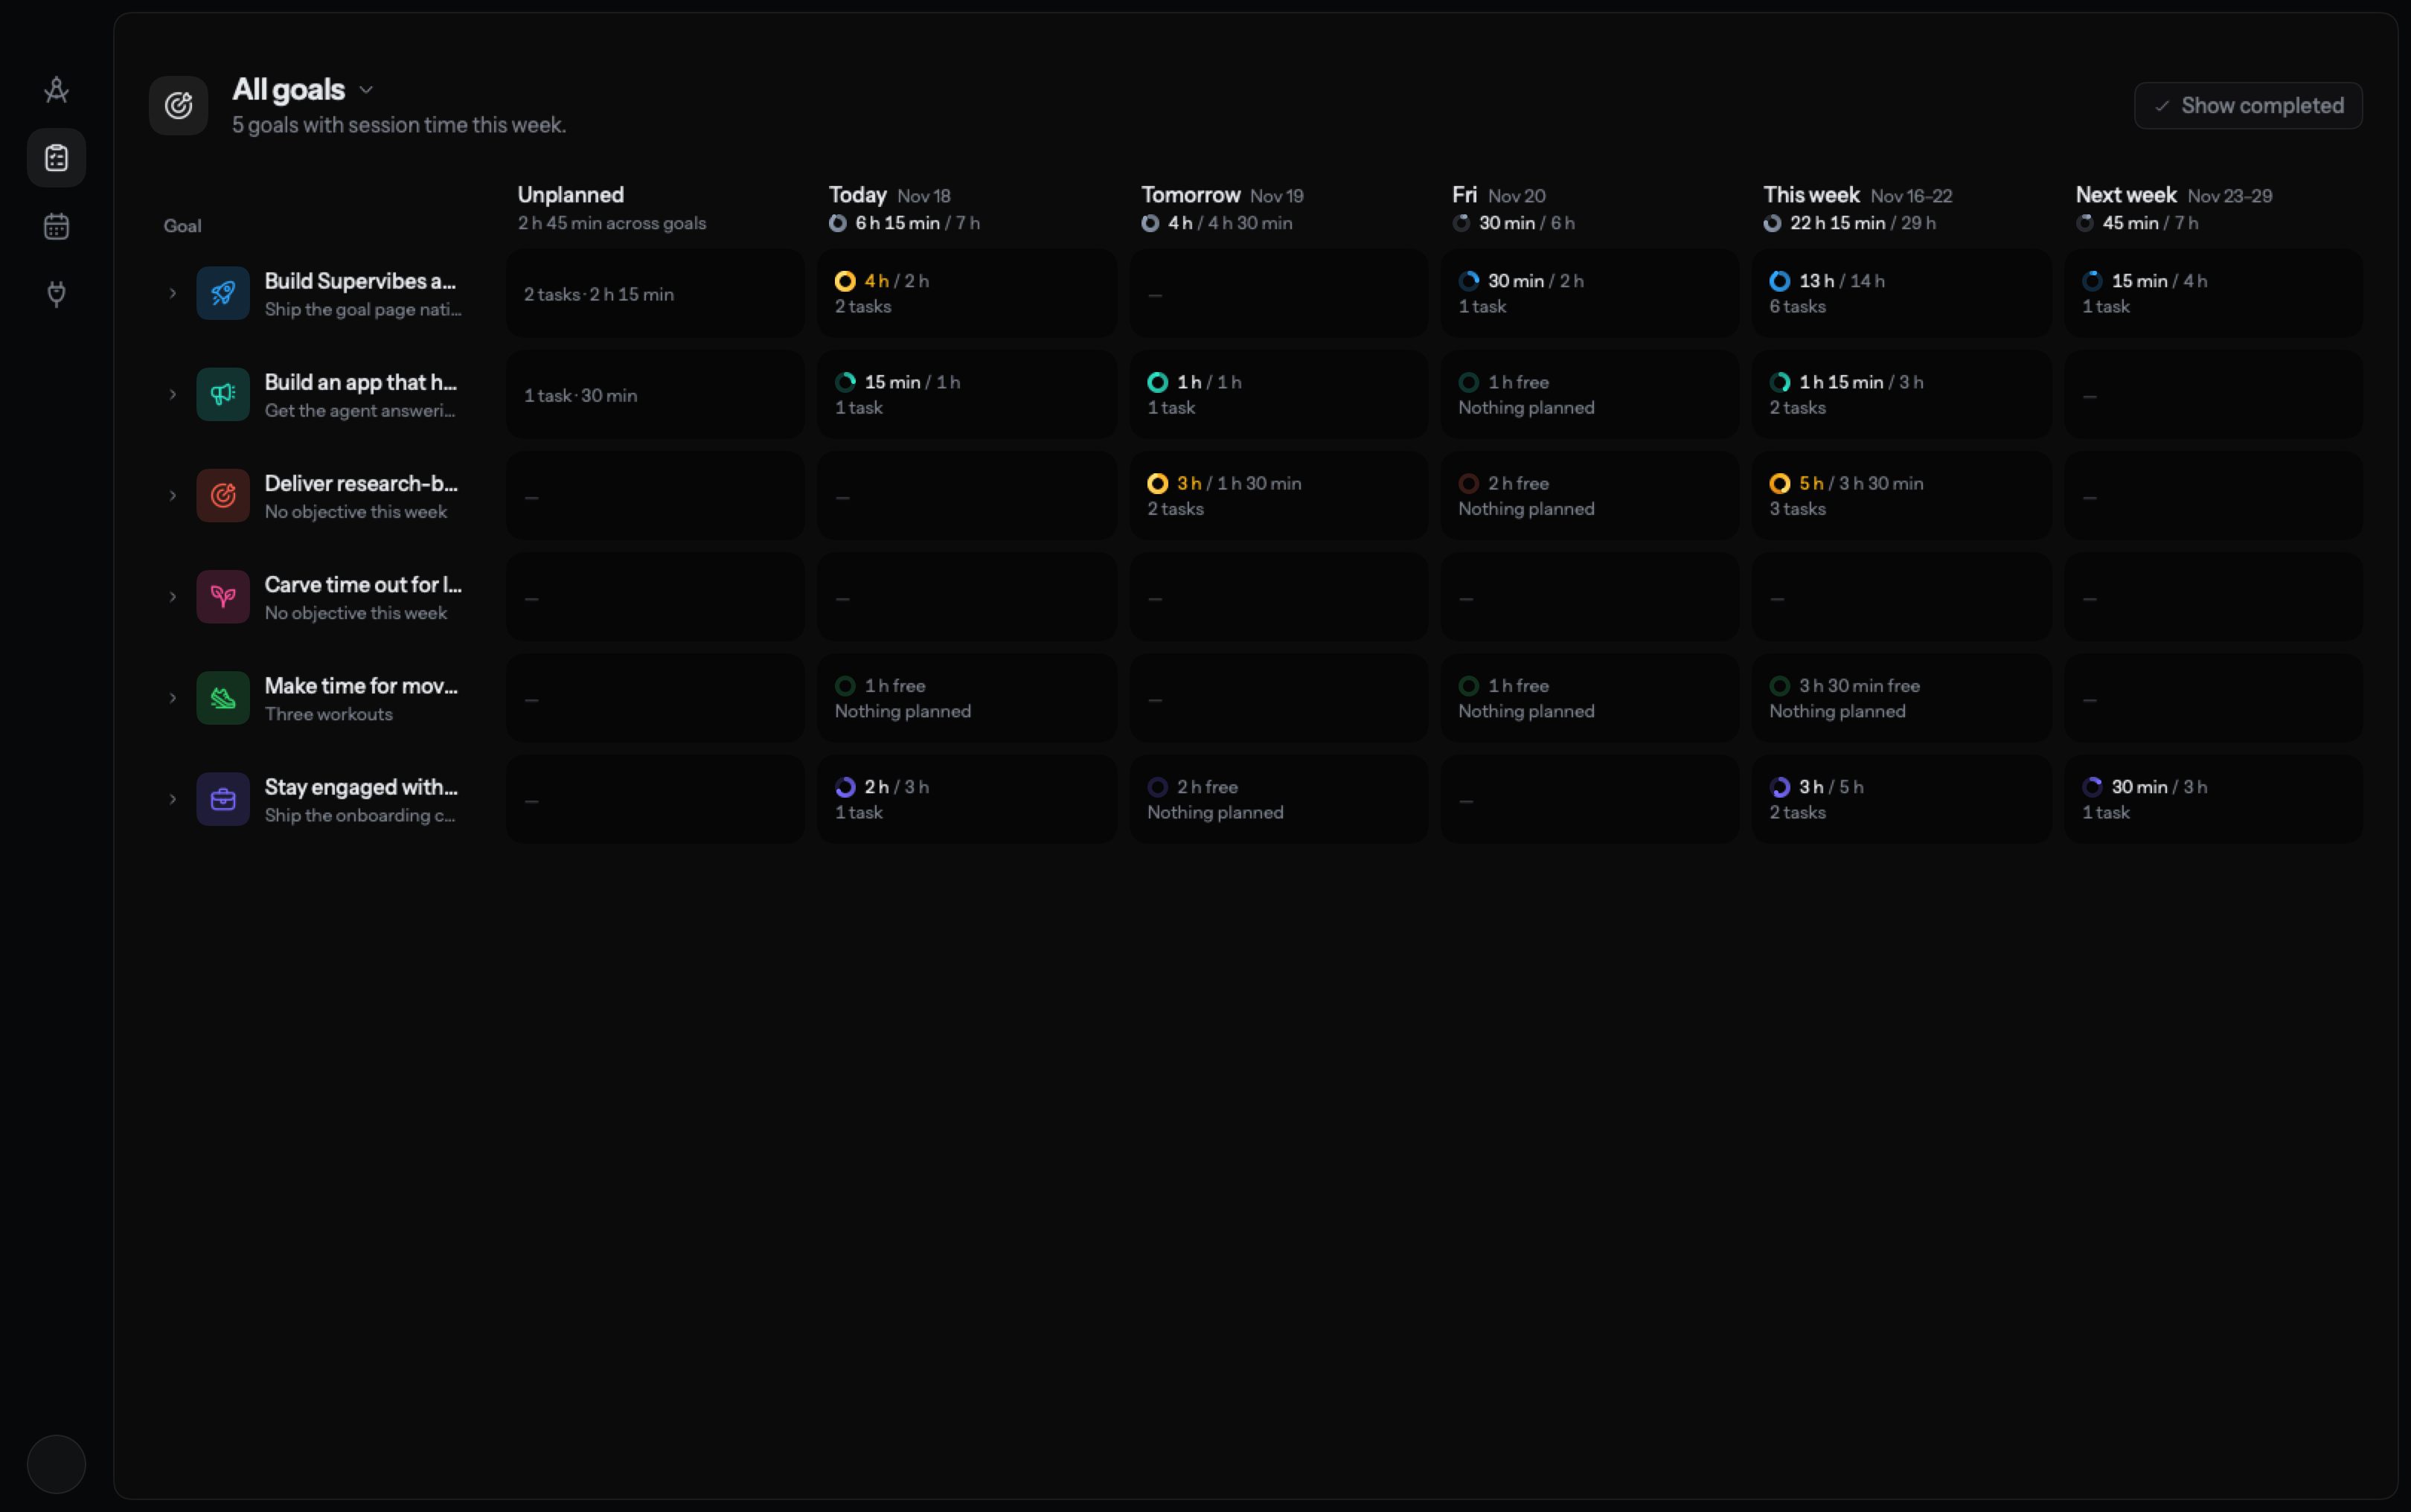 All goals
5 goals with session time this week.
Show completed
Goal
Unplanned
2 h 45 min across goals
Today Nov 18
6 h 15 min / 7 h
Tomorrow Nov 19
4 h / 4 h 30 min
Fri Nov 20
30 min / 6 h
This week Nov 16–22
22 h 15 min / 29 h
Next week Nov 23–29
45 min / 7 h
Build Supervibes a...
Ship the goal page nati...
2 tasks · 2 h 15 min
4 h / 2 h
2 tasks
–
30 min / 2 h
1 task
13 h / 14 h
6 tasks
15 min / 4 h
1 task
Build an app that h...
Get the agent answeri...
1 task · 30 min
15 min / 1 h
1 task
1 h / 1 h
1 task
1 h free
Nothing planned
1 h 15 min / 3 h
2 tasks
–
Deliver research-b...
No objective this week
–
–
3 h / 1 h 30 min
2 tasks
2 h free
Nothing planned
5 h / 3 h 30 min
3 tasks
–
Carve time out for l...
No objective this week
–
–
–
–
–
–
Make time for mov...
Three workouts
–
1 h free
Nothing planned
–
1 h free
Nothing planned
3 h 30 min free
Nothing planned
–
Stay engaged with...
Ship the onboarding c...
–
2 h / 3 h
1 task
2 h free
Nothing planned
–
3 h / 5 h
2 tasks
30 min / 3 h
1 task